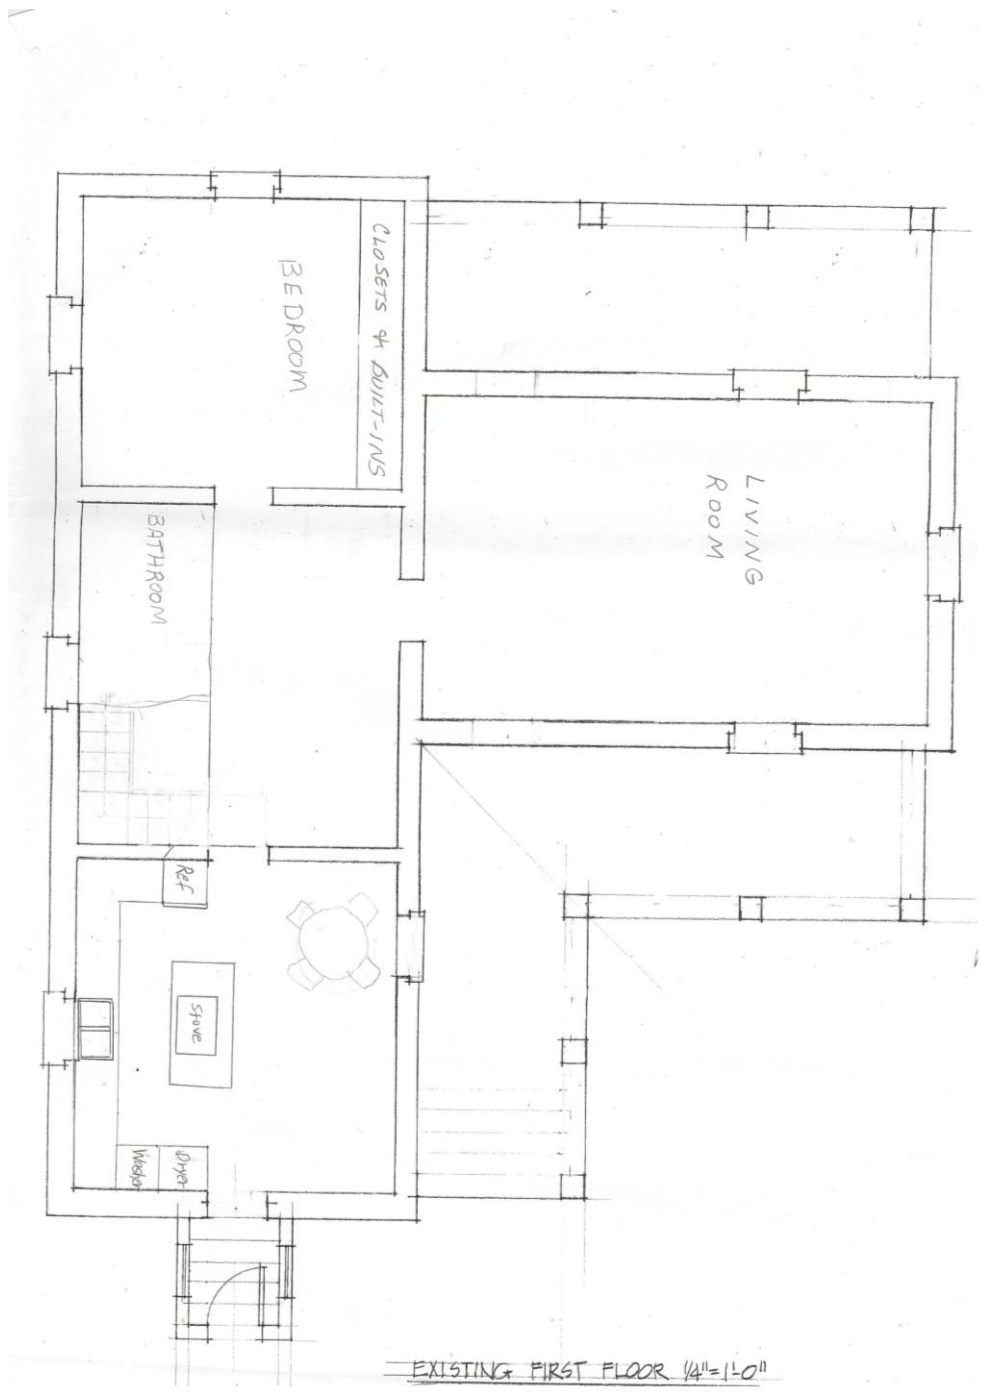 CLOSETS & BUILT-INS
BEDROOM
LIVING
ROOM
BATHROOM
Ref
Stove
Washer
Dryer
EXISTING FIRST FLOOR 1/4"=1'-0"